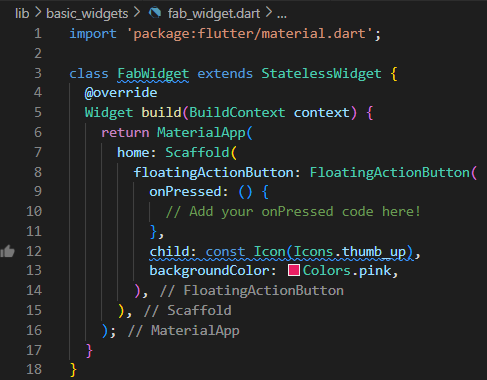 lib > basic_widgets > fab_widget.dart > ...
1 import 'package:flutter/material.dart';
2
3 class FabWidget extends StatelessWidget {
4   @override
5   Widget build(BuildContext context) {
6     return MaterialApp(
7       home: Scaffold(
8         floatingActionButton: FloatingActionButton(
9           onPressed: () {
10             // Add your onPressed code here!
11           },
12           child: const Icon(Icons.thumb_up),
13           backgroundColor: Colors.pink,
14         ), // FloatingActionButton
15       ), // Scaffold
16     ); // MaterialApp
17   }
18 }